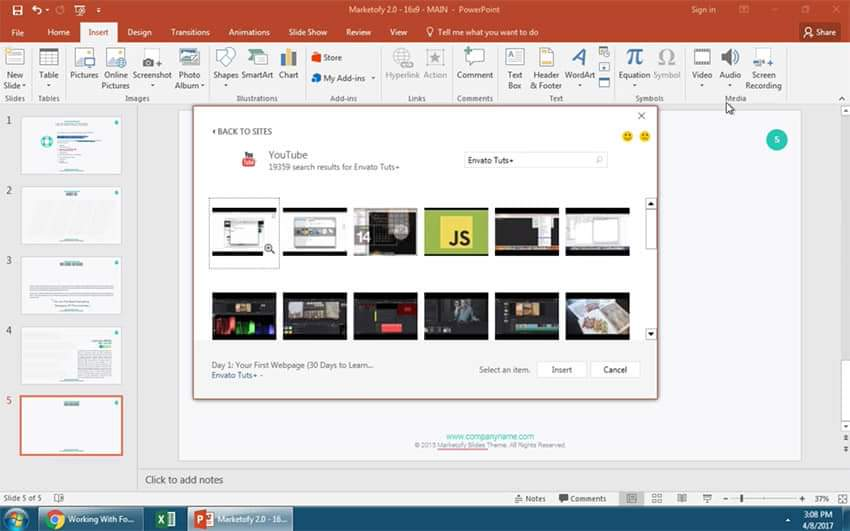 Marketofy 2.0 - 16x9 - MAIN - PowerPoint
Sign in
File
Home
Insert
Design
Transitions
Animations
Slide Show
Review
View
Tell me what you want to do
Share
New Slide
Table
Pictures
Online Pictures
Screenshot
Photo Album
Shapes
SmartArt
Chart
Store
My Add-ins
Hyperlink
Action
Comment
Text Box
Header & Footer
WordArt
Equation
Symbol
Video
Audio
Screen Recording
Slides
Tables
Images
Illustrations
Add-ins
Links
Comments
Text
Symbols
Media
BACK TO SITES
You Tube
YouTube
19359 search results for Envato Tuts+
Envato Tuts+
5
14
JS
Day 1: Your First Webpage (30 Days to Learn...
Envato Tuts+ -
Select an item.
Insert
Cancel
1
2
3
4
5
www.companyname.com
© 2015 Marketofy Slides Theme. All Rights Reserved.
Click to add notes
Slide 5 of 5
Notes
Comments
37%
Working With Fo...
Marketofy 2.0 - 16...
3:08 PM
4/8/2017